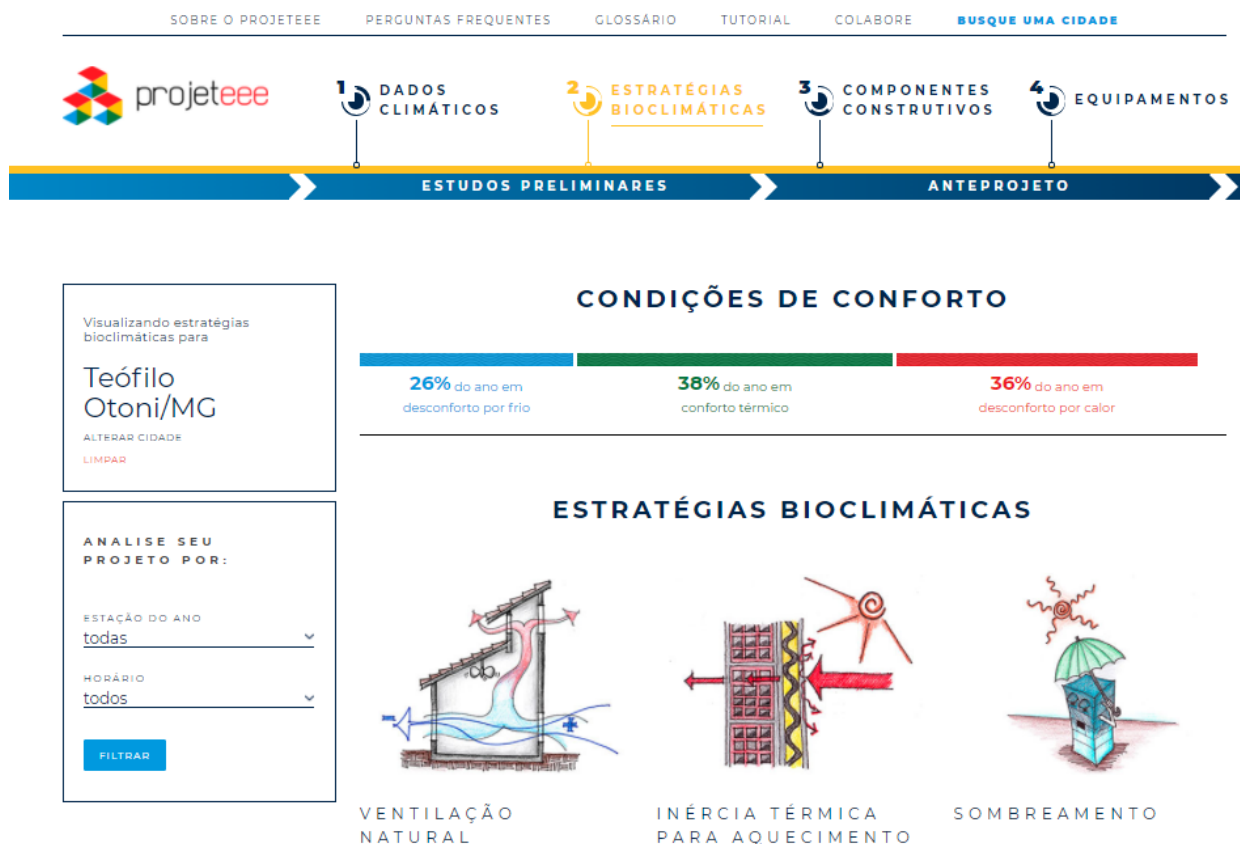 SOBRE O PROJETEEE PERGUNTAS FREQUENTES GLOSSÁRIO TUTORIAL COLABORE BUSQUE UMA CIDADE
projeteee
1 DADOS
CLIMÁTICOS
2 ESTRATÉGIAS
BIOCLIMÁTICAS
3 COMPONENTES
CONSTRUTIVOS
4 EQUIPAMENTOS
ESTUDOS PRELIMINARES
ANTEPROJETO
Visualizando estratégias
bioclimáticas para
Teófilo
Otoni/MG
ALTERAR CIDADE
LIMPAR
ANALISE SEU
PROJETO POR:
ESTAÇÃO DO ANO
todas
HORÁRIO
todos
FILTRAR
CONDIÇÕES DE CONFORTO
26% do ano em
desconforto por frio
38% do ano em
conforto térmico
36% do ano em
desconforto por calor
ESTRATÉGIAS BIOCLIMÁTICAS
VENTILAÇÃO
NATURAL
INÉRCIA TÉRMICA
PARA AQUECIMENTO
SOMBREAMENTO